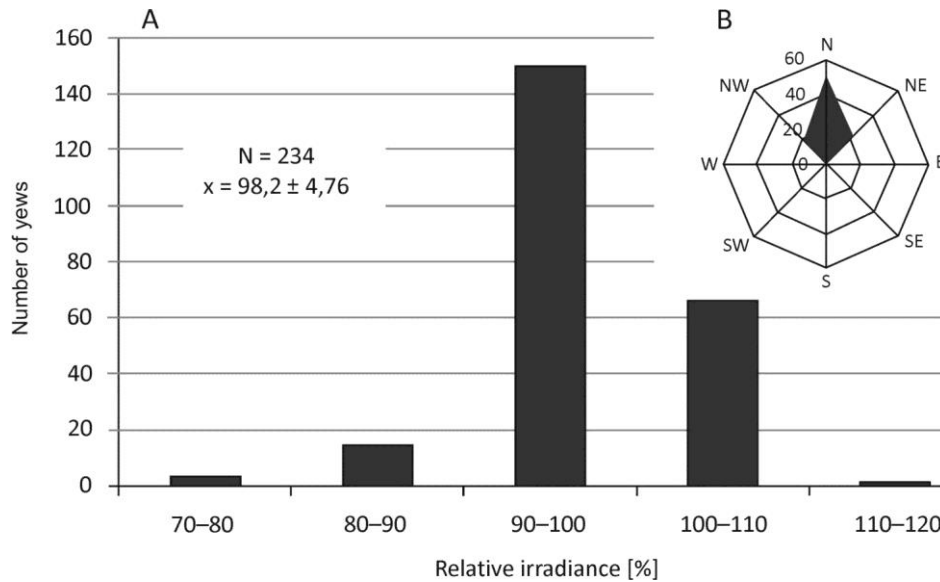 A
B
160
140
120
100
80
60
40
20
0
Number of yews
N = 234
x = 98,2 ± 4,76
70–80
80–90
90–100
100–110
110–120
Relative irradiance [%]
N
NE
E
SE
S
SW
W
NW
60
40
20
0